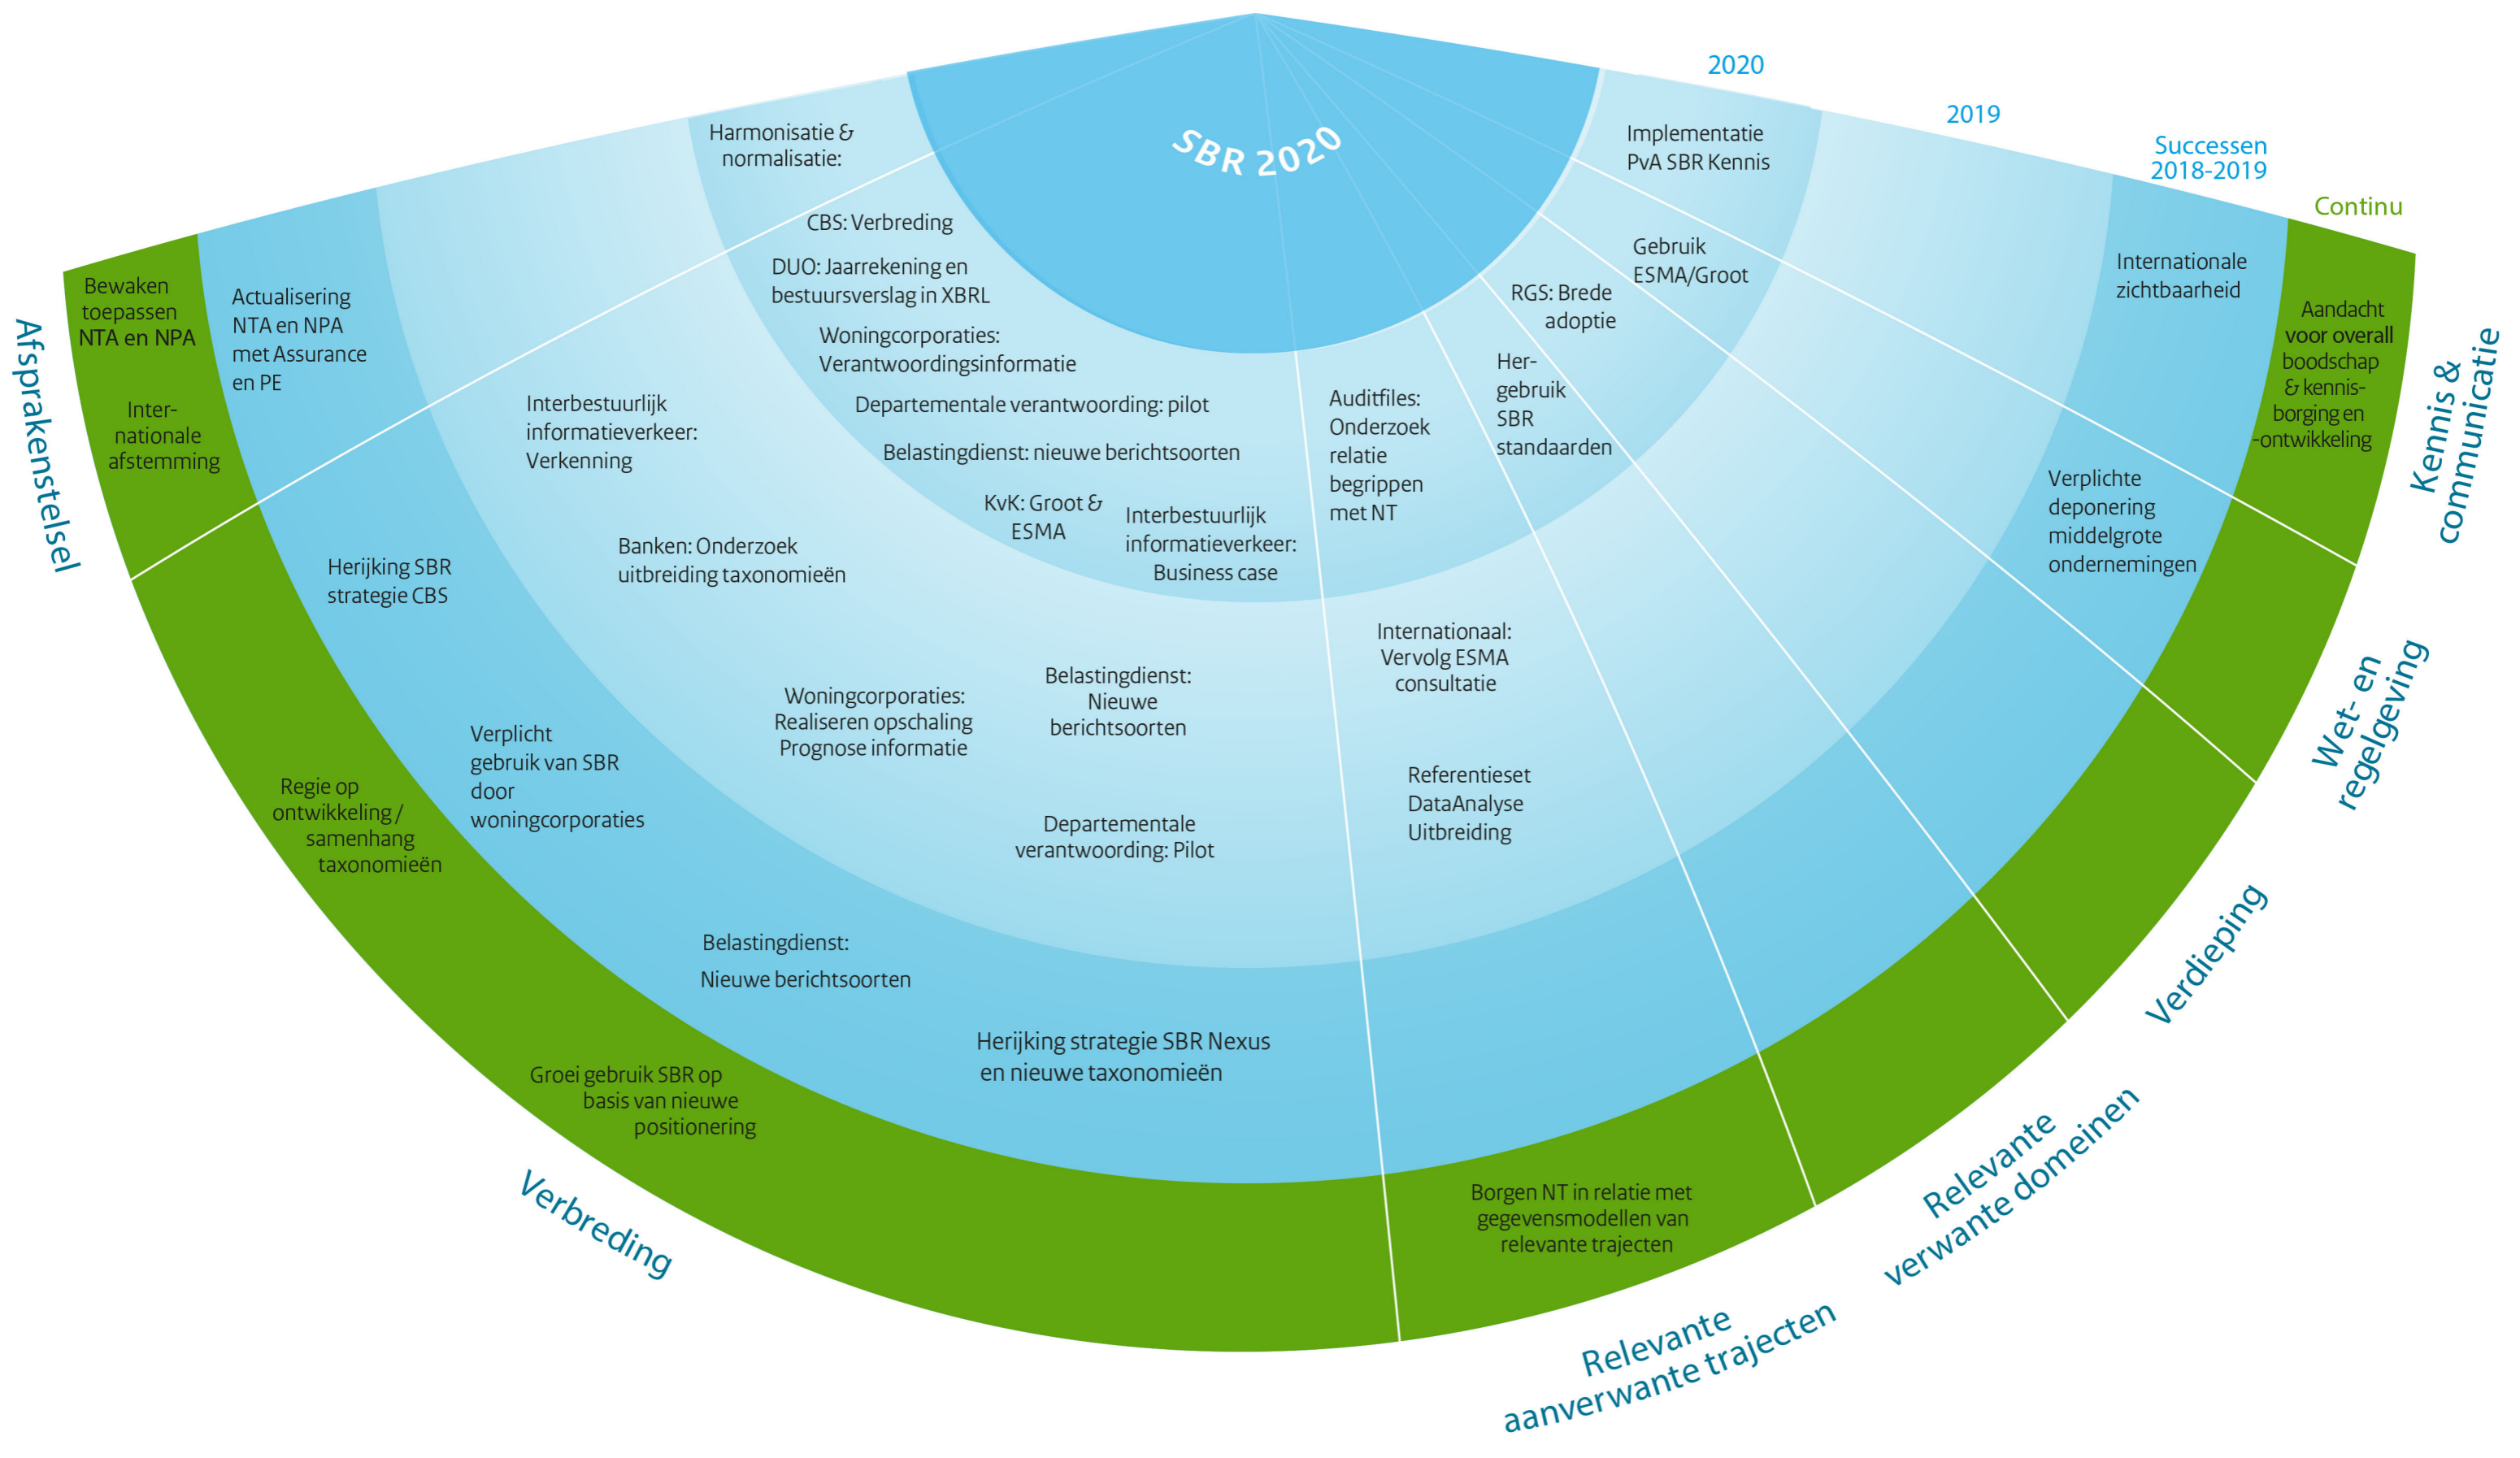 SBR 2020
2020
2019
Successen
2018-2019
Continu
Harmonisatie &
normalisatie:
Bewaken
toepassen
NTA en NPA
Inter-
nationale
afstemming
Actualisering
NTA en NPA
met Assurance
en PE
Afsprakenstelsel
CBS: Verbreding
DUO: Jaarrekening en
bestuursverslag in XBRL
Woningcorporaties:
Verantwoordingsinformatie
Departementale verantwoording: pilot
Belastingdienst: nieuwe berichtsoorten
KvK: Groot &
ESMA
Interbestuurlijk
informatieverkeer:
Business case
Interbestuurlijk
informatieverkeer:
Verkenning
Banken: Onderzoek
uitbreiding taxonomieën
Woningcorporaties:
Realiseren opschaling
Prognose informatie
Belastingdienst:
Nieuwe
berichtsoorten
Departementale
verantwoording: Pilot
Herijking SBR
strategie CBS
Verplicht
gebruik van SBR
door
woningcorporaties
Belastingdienst:
Nieuwe berichtsoorten
Herijking strategie SBR Nexus
en nieuwe taxonomieën
Regie op
ontwikkeling/
samenhang
taxonomieën
Groei gebruik SBR op
basis van nieuwe
positionering
Verbreding
Auditfiles:
Onderzoek
relatie
begrippen
met NT
Internationaal:
Vervolg ESMA
consultatie
Referentieset
DataAnalyse
Uitbreiding
Borgen NT in relatie met
gegevensmodellen van
relevante trajecten
Relevante
aanverwante trajecten
Her-
gebruik
SBR
standaarden
Relevante
verwante domeinen
RGS: Brede
adoptie
Verdieping
Gebruik
ESMA/Groot
Verplichte
deponering
middelgrote
ondernemingen
Wet- en
regelgeving
Implementatie
PvA SBR Kennis
Internationale
zichtbaarheid
Aandacht
voor overall
boodschap
& kennis-
borging en
-ontwikkeling
Kennis &
communicatie